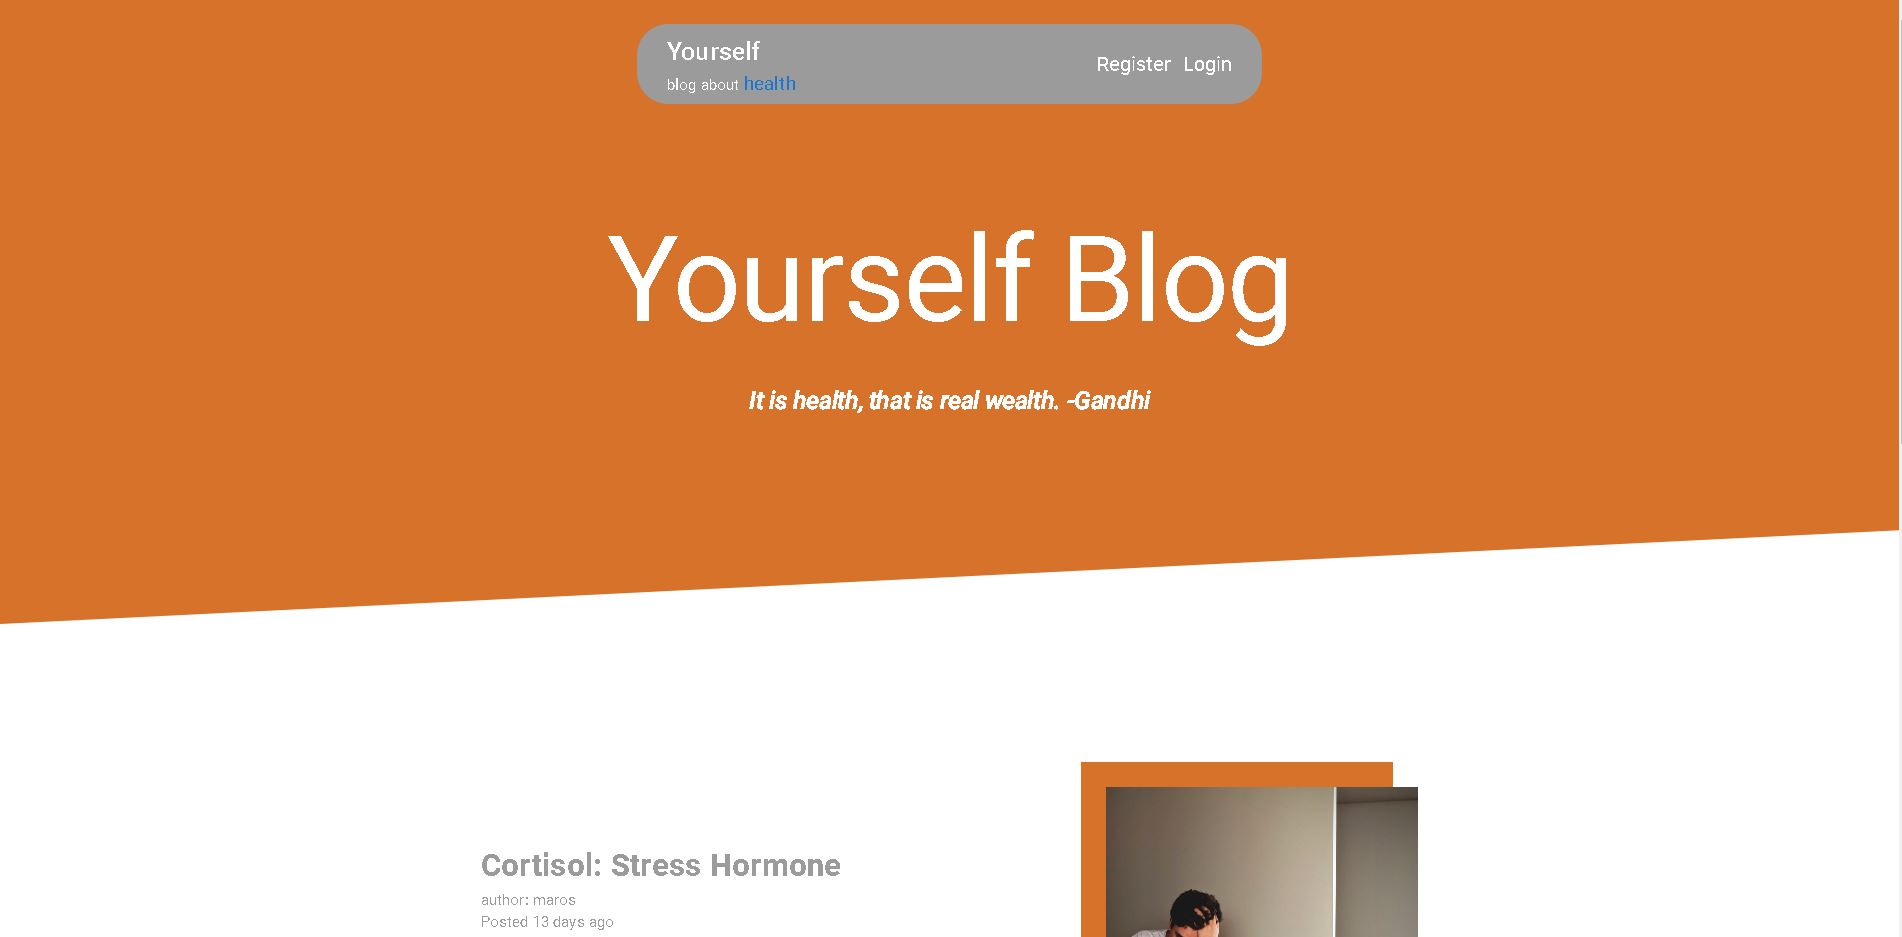 Yourself
blog about health
Register Login
Yourself Blog
It is health, that is real wealth. -Gandhi
Cortisol: Stress Hormone
author: maros
Posted 13 days ago